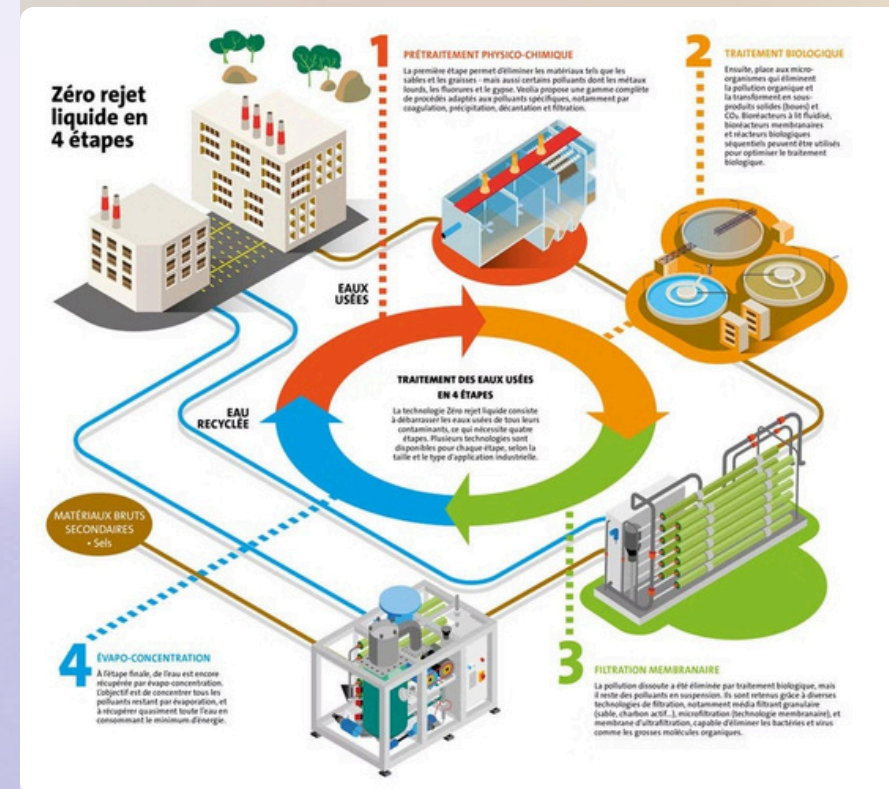 Zéro rejet
liquide en
4 étapes
1
PRÉTRAITEMENT PHYSICO-CHIMIQUE
La première étape permet d'éliminer les matériaux tels que les
sables et les graisses - mais aussi certains polluants dont les métaux
lourds, les fluorures et le gypse. Veolia propose une gamme complète
de procédés adaptés aux polluants spécifiques, notamment par
coagulation, précipitation, décantation et filtration.
2
TRAITEMENT BIOLOGIQUE
Ensuite, place aux micro-
organismes qui éliminent
la pollution organique et
la transforment en sous-
produits solides (boues) et
CO₂. Bioréacteurs à lit fluidisé,
bioréacteurs membranaires
et réacteurs biologiques
séquentiels peuvent être utilisés
pour optimiser le traitement
biologique.
EAUX
USÉES
TRAITEMENT DES EAUX USÉES
EN 4 ÉTAPES
La technologie Zéro rejet liquide consiste
à débarrasser les eaux usées de tous leurs
contaminants, ce qui nécessite quatre
étapes. Plusieurs technologies sont
disponibles pour chaque étape, selon la
taille et le type d'application industrielle.
EAU
RECYCLÉE
MATÉRIAUX BRUTS
SECONDAIRES
• Sels
4
ÉVAPO-CONCENTRATION
À l'étape finale, de l'eau est encore
récupérée par évapo-concentration.
L'objectif est de concentrer tous les
polluants restant par évaporation, et
à récupérer quasiment toute l'eau en
consommant le minimum d'énergie.
3
FILTRATION MEMBRANAIRE
La pollution dissoute a été éliminée par traitement biologique, mais
il reste des polluants en suspension. Ils sont retenus grâce à diverses
technologies de filtration, notamment média filtrant granulaire
(sable, charbon actif...), microfiltration (technologie membranaire), et
membrane d'ultrafiltration, capable d'éliminer les bactéries et virus
comme les grosses molécules organiques.